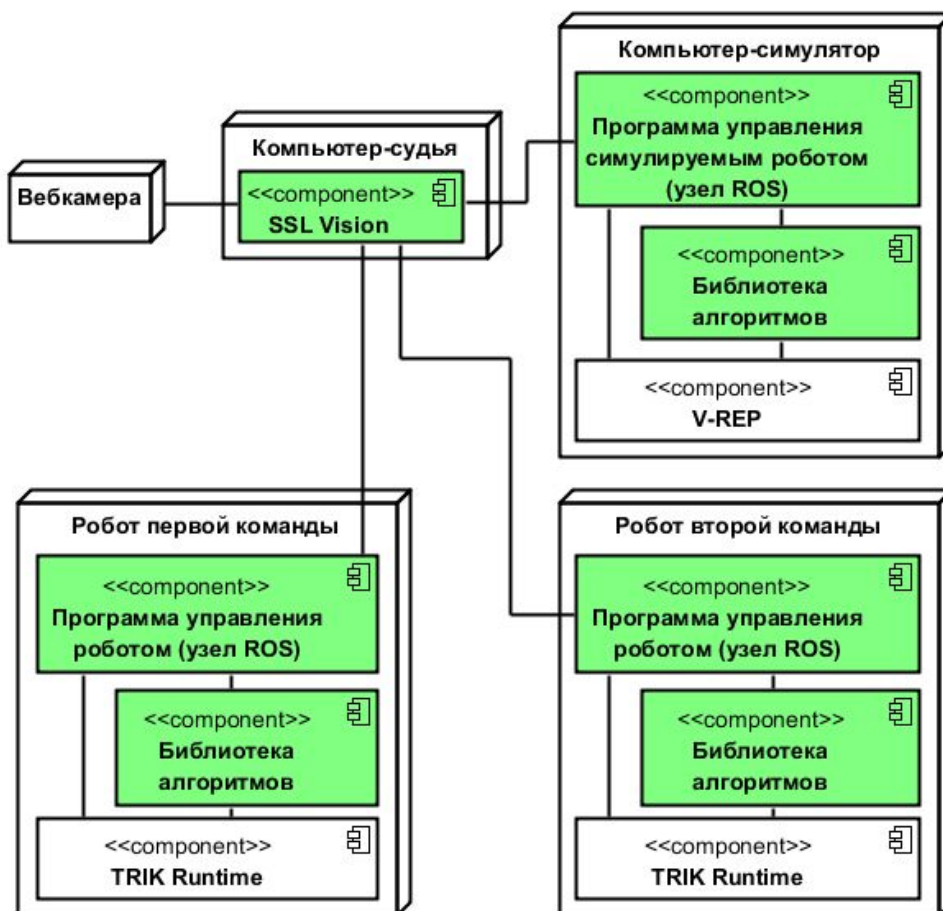 Компьютер-симулятор
<<component>>
Программа управления
симулируемым роботом
(узел ROS)
<<component>>
Библиотека
алгоритмов
<<component>>
V-REP
Компьютер-судья
<<component>>
SSL Vision
Вебкамера
Робот первой команды
<<component>>
Программа управления
роботом (узел ROS)
<<component>>
Библиотека
алгоритмов
<<component>>
TRIK Runtime
Робот второй команды
<<component>>
Программа управления
роботом (узел ROS)
<<component>>
Библиотека
алгоритмов
<<component>>
TRIK Runtime